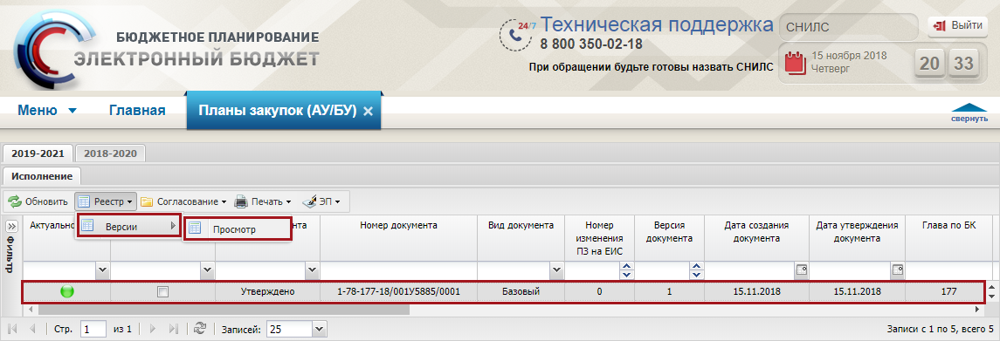 БЮДЖЕТНОЕ ПЛАНИРОВАНИЕ
ЭЛЕКТРОННЫЙ БЮДЖЕТ
24/7 Техническая поддержка
8 800 350-02-18
При обращении будьте готовы назвать СНИЛС
СНИЛС
Выйти
15 ноября 2018
Четверг
20 33
Меню Главная Планы закупок (АУ/БУ)
свернуть
2019-2021 2018-2020
Исполнение
Обновить Реестр Согласование Печать ЭП
Версии Просмотр
Фильтр
Актуально нта Номер документа Вид документа Номер изменения ПЗ на ЕИС Версия документа Дата создания документа Дата утверждения документа Глава по БК
Утверждено 1-78-177-18/001У5885/0001 Базовый 0 1 15.11.2018 15.11.2018 177
Стр. 1 из 1 Записей: 25 Записи с 1 по 5, всего 5